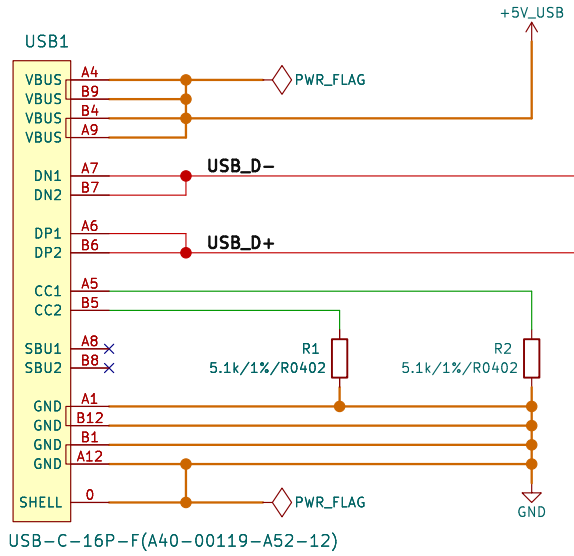 +5V_USB
USB1
VBUS A4 PWR_FLAG
VBUS B9
VBUS B4
VBUS A9
USB_D-
DN1 A7
DN2 B7
DP1 A6
USB_D+
DP2 B6
CC1 A5
CC2 B5
SBU1 A8 R1 R2
SBU2 B8 5.1k/1%/R0402 5.1k/1%/R0402
GND A1
GND B12
GND B1
GND A12
SHELL 0 PWR_FLAG
GND
USB-C-16P-F(A40-00119-A52-12)